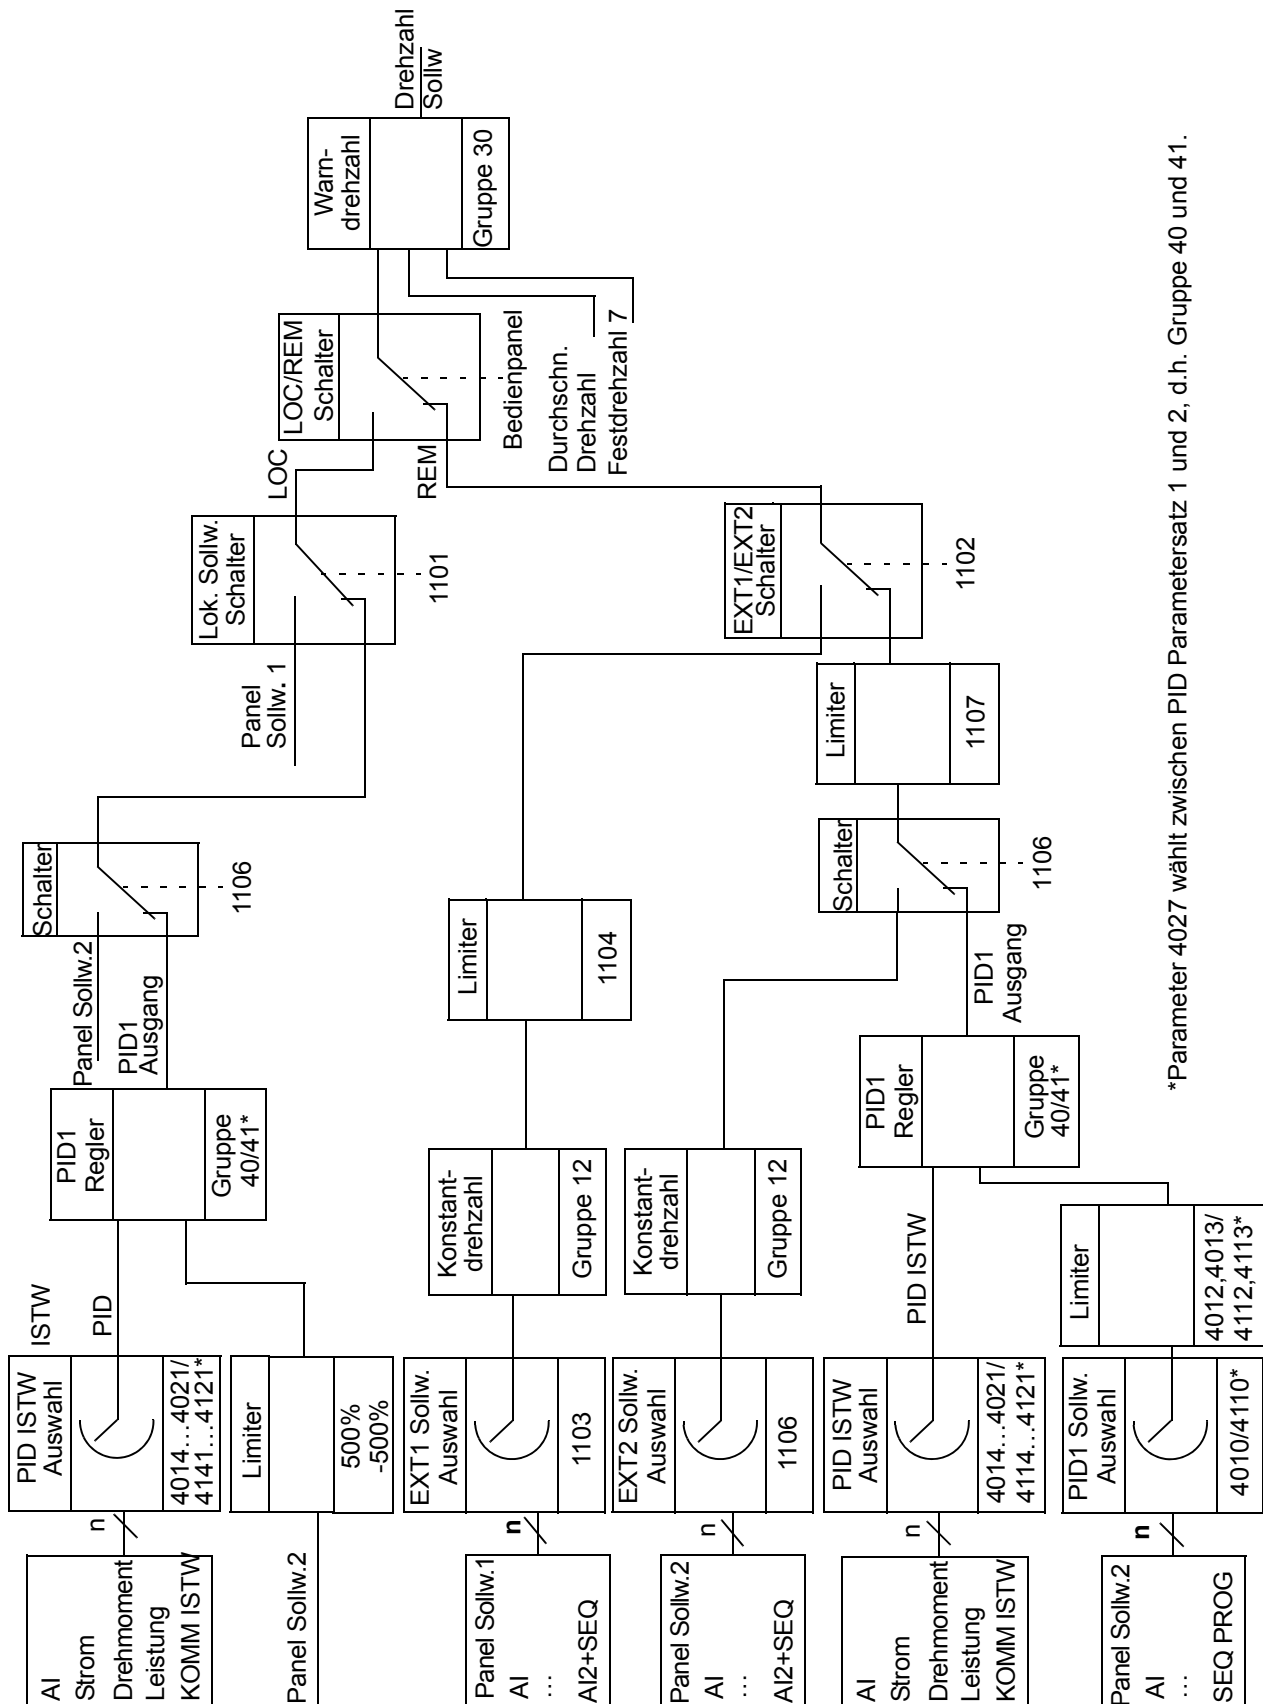 AI
Strom
Drehmoment
Leistung
KOMM ISTW
n
PID ISTW
Auswahl
4014…4021/
4141…4121*
ISTW
PID
PID1
Regler
Gruppe
40/41*
Panel Sollw.2
PID1
Ausgang
Schalter
1106
Panel Sollw.2
Limiter
500%
-500%
Panel
Sollw. 1
Lok. Sollw.
Schalter
1101
LOC
REM
LOC/REM
Schalter
Bedienpanel
Durchschn.
Drehzahl
Festdrehzahl 7
Warn-
drehzahl
Gruppe 30
Drehzahl
Sollw
Panel Sollw.1
AI
…
AI2+SEQ
n
EXT1 Sollw.
Auswahl
1103
Konstant-
drehzahl
Gruppe 12
Limiter
1104
Panel Sollw.2
AI
…
AI2+SEQ
n
EXT2 Sollw.
Auswahl
1106
Konstant-
drehzahl
Gruppe 12
EXT1/EXT2
Schalter
1102
AI
Strom
Drehmoment
Leistung
KOMM ISTW
n
PID ISTW
Auswahl
4014…4021/
4114…4121*
PID ISTW
PID1
Regler
Gruppe
40/41*
PID1
Ausgang
Schalter
1106
Limiter
1107
Panel Sollw.2
AI
…
SEQ PROG
n
PID1 Sollw.
Auswahl
4010/4110*
Limiter
4012,4013/
4112,4113*
*Parameter 4027 wählt zwischen PID Parametersatz 1 und 2, d.h. Gruppe 40 und 41.